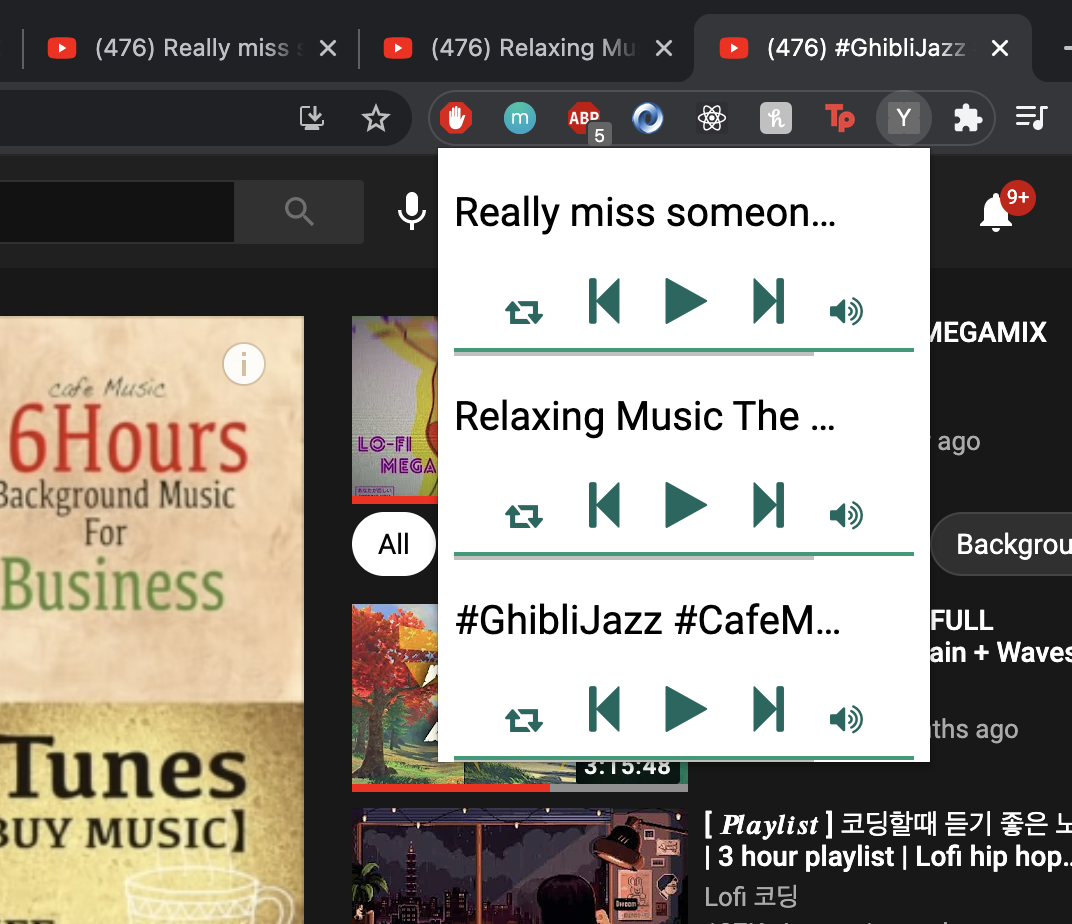 (476) Really miss s
(476) Relaxing Mu
(476) #GhibliJazz -
m
ABP
5
h
Tp
Y
9+
Really miss someon...
Relaxing Music The ...
#GhibliJazz #CafeM...
i
cafe Music
6Hours
Background Music
For
Business
Tunes
BUY MUSIC】
LO-FI
MEGA
MEGAMIX
ago
All
Backgrou
FULL
ain + Waves
ths ago
3:15:48
[ Playlist ] 코딩할때 듣기 좋은 노
| 3 hour playlist | Lofi hip hop...
Lofi 코딩
Dream